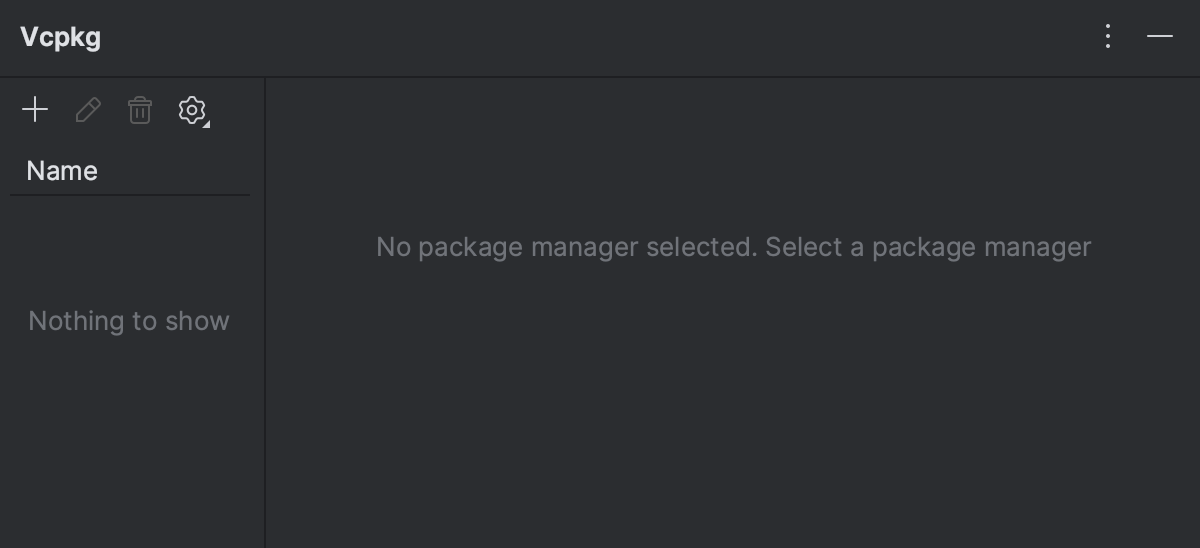 Vcpkg
Name
No package manager selected. Select a package manager
Nothing to show